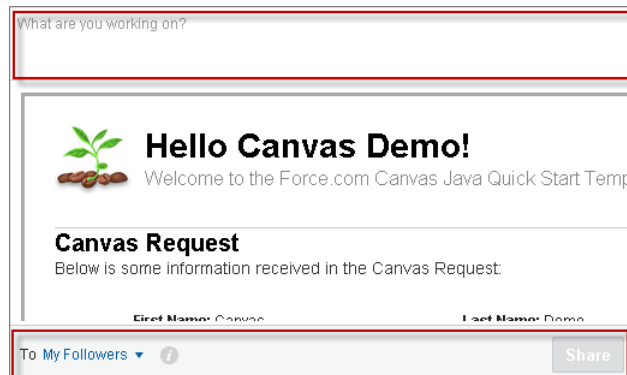 What are you working on?
Hello Canvas Demo!
Welcome to the Force.com Canvas Java Quick Start
Canvas Request
Below is some information received in the Canvas Request:
First Name: Canvas Last Name: Demo
To My Followers
Share